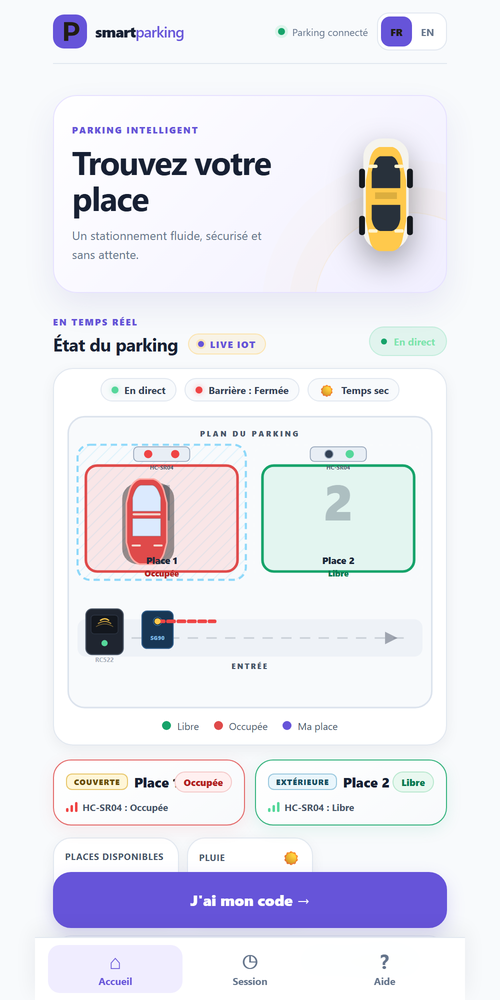 P smartparking
Parking connecté
FR EN
PARKING INTELLIGENT
Trouvez votre
place
Un stationnement fluide, sécurisé et
sans attente.
EN TEMPS RÉEL
État du parking
LIVE IOT
En direct
En direct
Barrière : Fermée
Temps sec
PLAN DU PARKING
HC-SR04
HC-SR04
2
Place 1
Occupée
Place 2
Libre
SG90
RC522
ENTRÉE
Libre
Occupée
Ma place
COUVERTE
Place
Occupée
HC-SR04 : Occupée
EXTÉRIEURE
Place 2
Libre
HC-SR04 : Libre
PLACES DISPONIBLES
PLUIE
J'ai mon code →
Accueil
Session
?
Aide